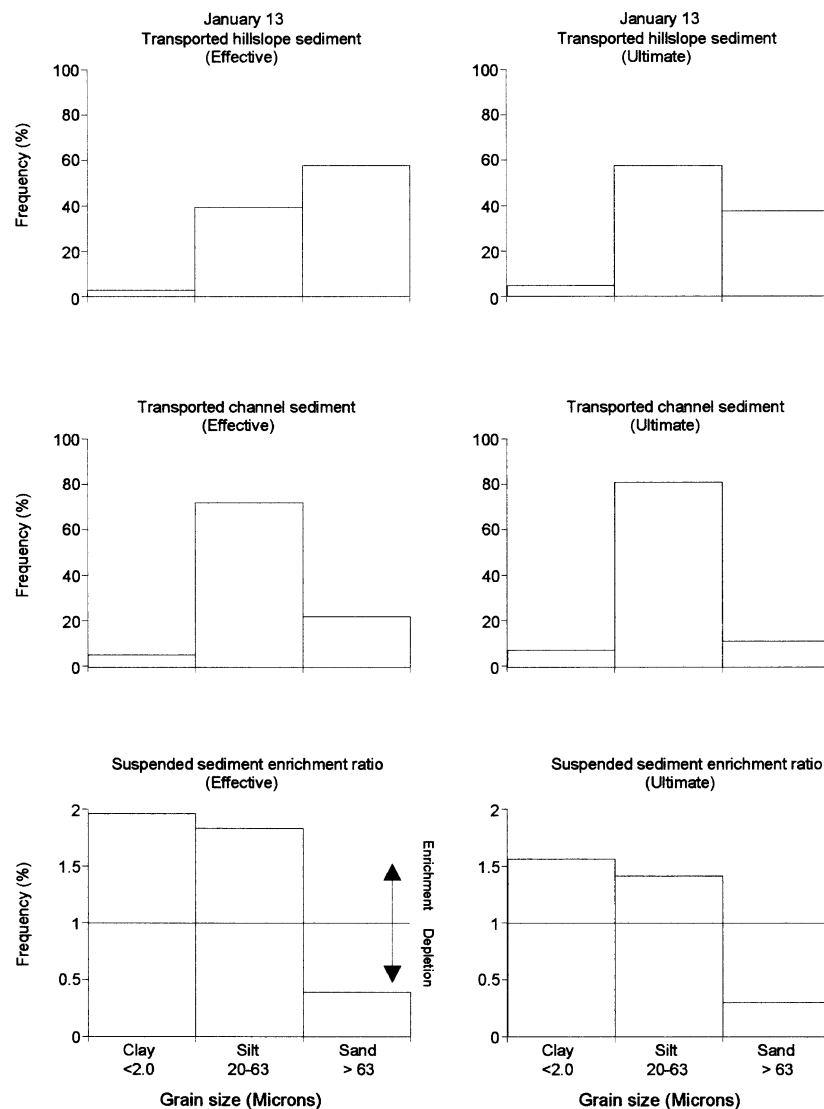 January 13
Transported hillslope sediment
(Effective)
Frequency (%)
100
80
60
40
20
0
January 13
Transported hillslope sediment
(Ultimate)
100
80
60
40
20
0
Transported channel sediment
(Effective)
Frequency (%)
100
80
60
40
20
0
Transported channel sediment
(Ultimate)
100
80
60
40
20
0
Suspended sediment enrichment ratio
(Effective)
Frequency (%)
2
1.5
1
0.5
0
Enrichment
Depletion
Clay
<2.0
Silt
20-63
Sand
> 63
Grain size (Microns)
Suspended sediment enrichment ratio
(Ultimate)
2
1.5
1
0.5
0
Clay
<2.0
Silt
20-63
Sand
> 63
Grain size (Microns)